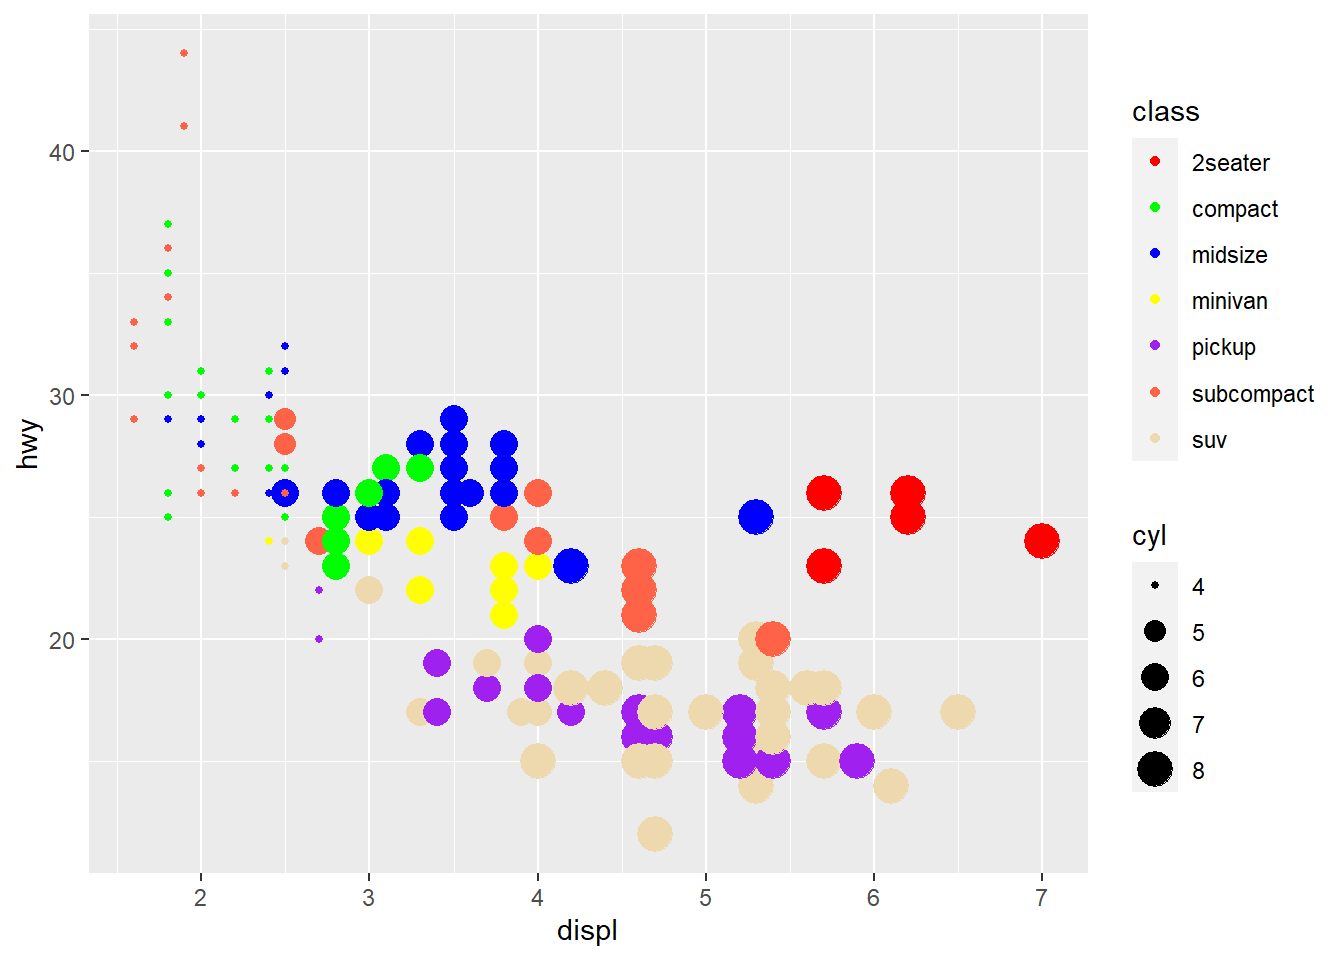 40
30
20
hwy
2
3
4
5
6
7
displ
class
2seater
compact
midsize
minivan
pickup
subcompact
suv
cyl
4
5
6
7
8